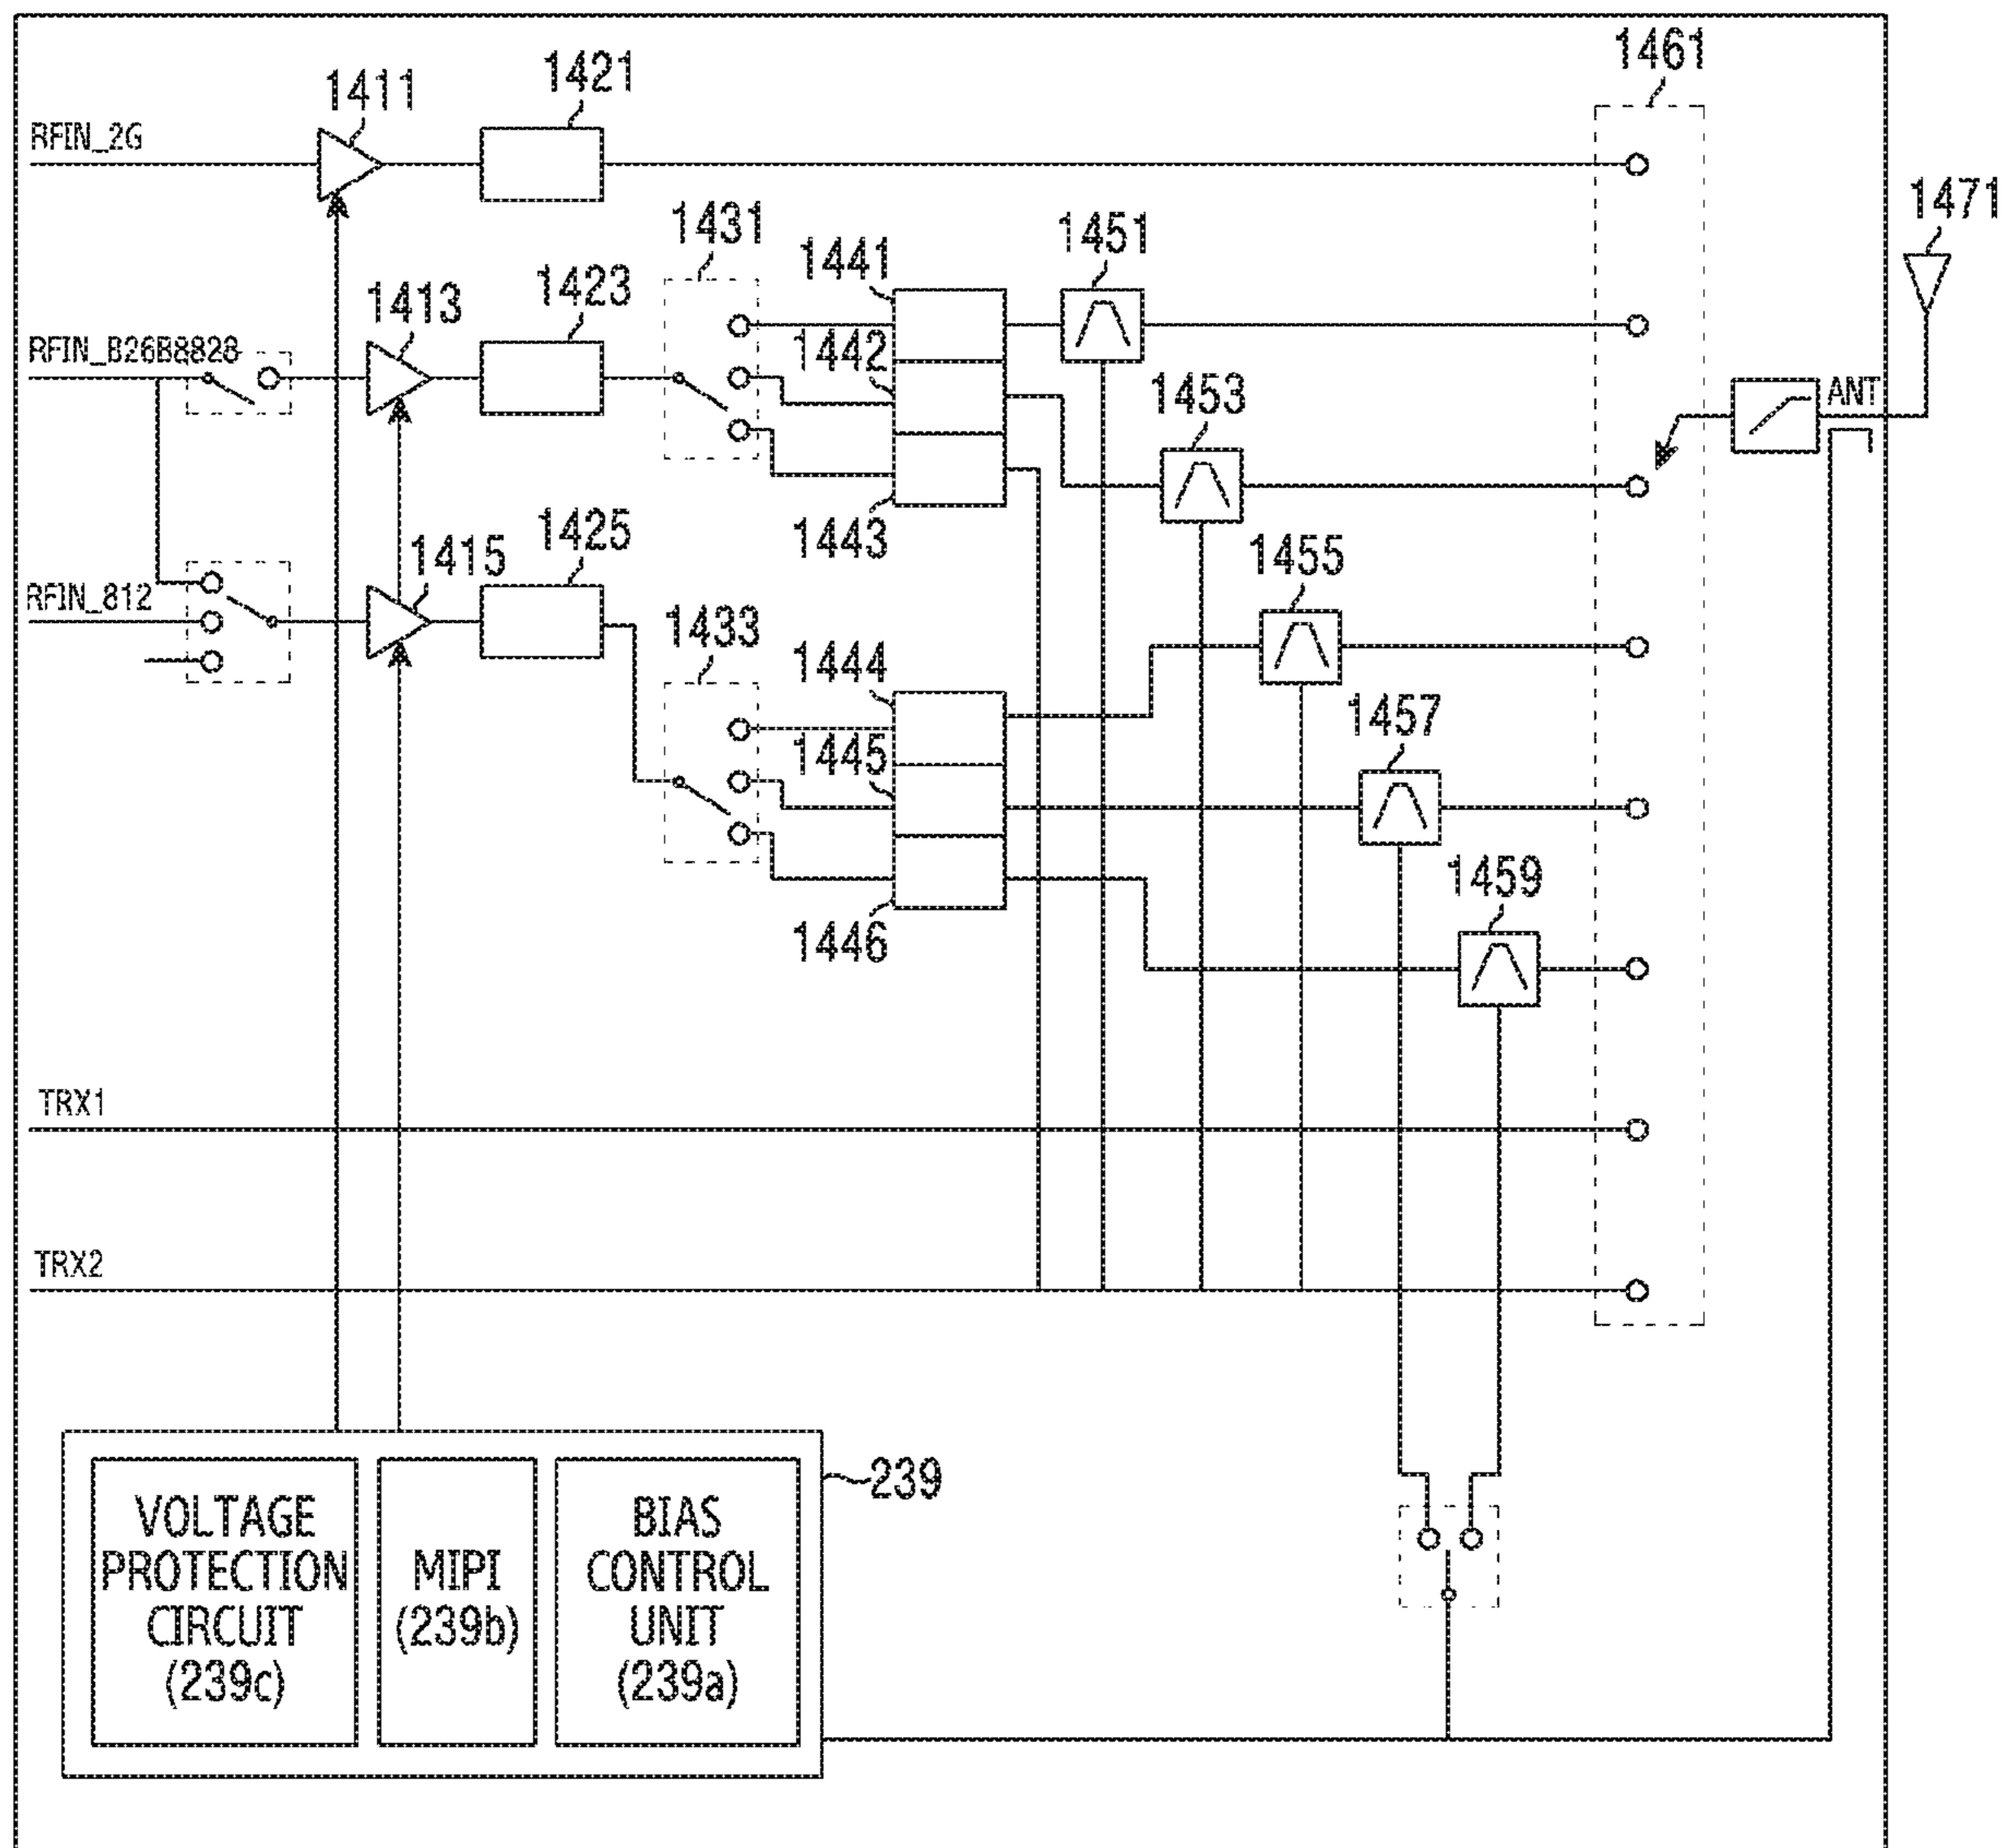 1461
1421
1411
RFIN_2G
1471
1431
1451
1441
1423
1413
RFIN_B26B8828
1442
1453
ANT
1443
1425
1415
1455
RFIN_812
1433
1444
1457
1445
1459
1446
TRX1
TRX2
239
VOLTAGE
PROTECTION
CIRCUIT
(239c)
MIPI
(239b)
BIAS
CONTROL
UNIT
(239a)